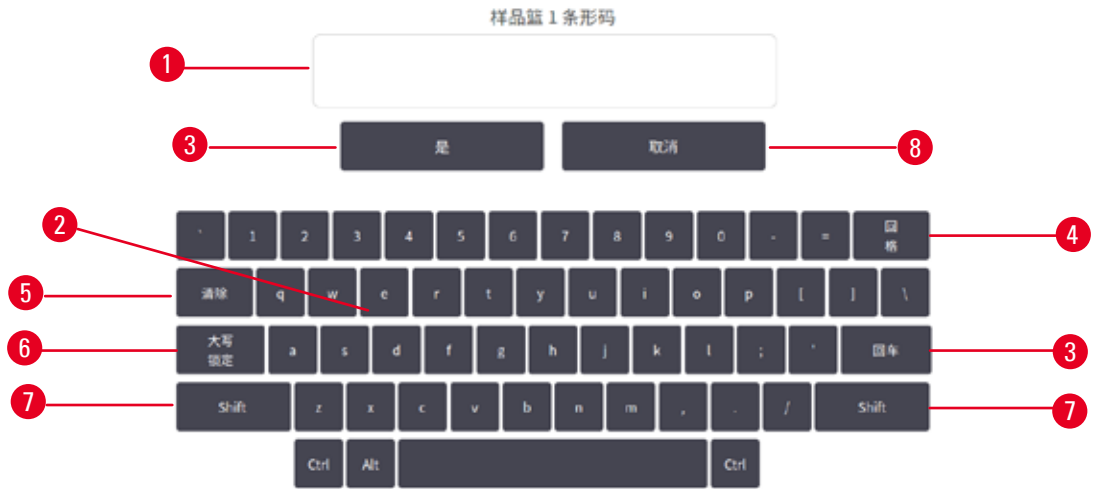 样品篮 1 条形码
1
3 是 取消 8
2
` 1 2 3 4 5 6 7 8 9 0 - = 回格 4
5 清除 q w e r t y u i o p [ ] \
6 大写锁定 a s d f g h j k l ; ' 回车 3
7 Shift z x c v b n m , . / Shift 7
Ctrl Alt Ctrl